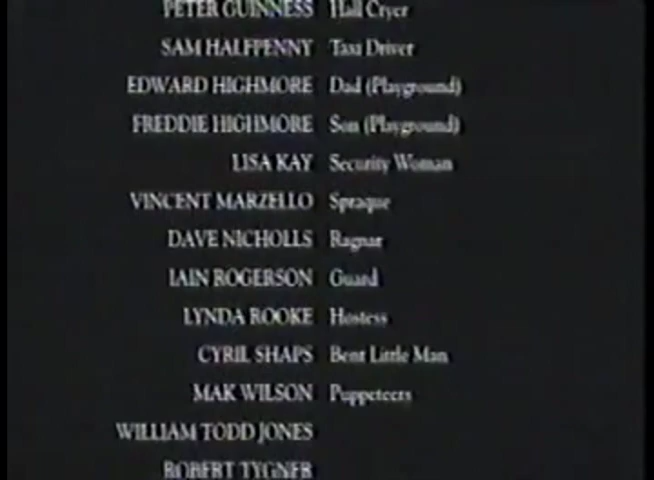 PETER GUINNESS Hall Cryer
SAM HALFPENNY Taxi Driver
EDWARD HIGHMORE Dad (Playground)
FREDDIE HIGHMORE Son (Playground)
LISA KAY Security Woman
VINCENT MARZELLO Sprague
DAVE NICHOLLS Ragnar
IAIN ROGERSON Guard
LYNDA ROOKE Hostess
CYRIL SHAPS Bent Little Man
MAK WILSON Puppeteers
WILLIAM TODD JONES
ROBERT TYGNER